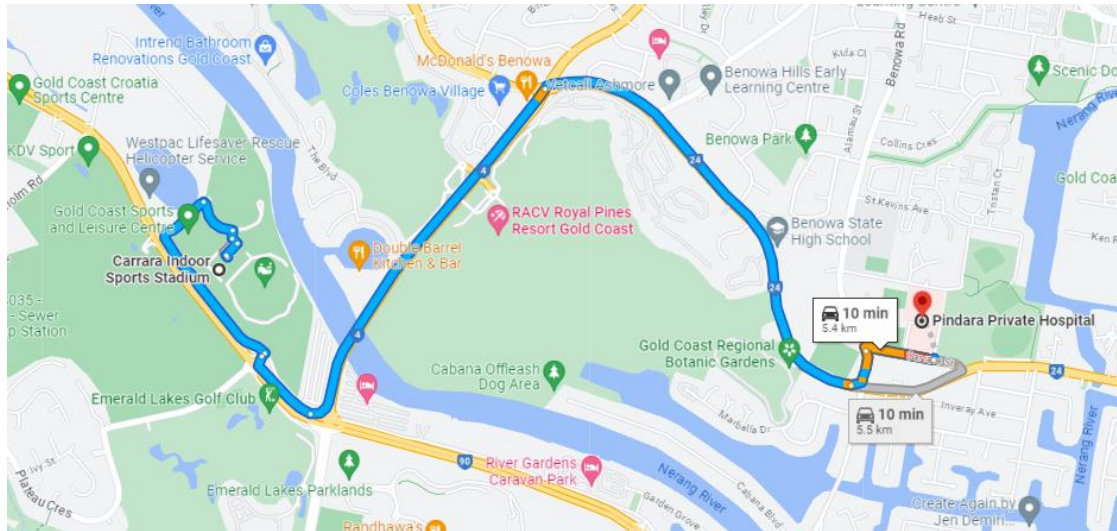 Intrend Bathroom
Renovations Gold Coast
Gold Coast Croatia
Sports Centre
Westpac Lifesaver Rescue
Helicopter Service
KDV Sport
Gold Coast Sports
and Leisure Centre
Carrara Indoor
Sports Stadium
035 -
- Sewer
p Station
Emerald Lakes Golf Club
Ivy St
Plateau Cres
Emerald Lakes Parklands
Randhawa's
90
River Gardens
Caravan Park
Garden Grove
Nerang River
Cabana Blvd
The Blvd
Double Barrel
Kitchen & Bar
4
4
McDonald's Benowa
Coles Benowa Village
Metcall Ashmore
RACV Royal Pines
Resort Gold Coast
Cabana Offleash
Dog Area
Benowa Hills Early
Learning Centre
Kula Ct
Heeb St
Benowa Rd
Scenic Do
Nerang River
Benowa Park
Alamau St
Collins Cres
St Kevins Ave
Tristan Ct
Gold Coa
Ken R
24
24
Benowa State
High School
10 min
5.4 km
Pindara Private Hospital
Gold Coast Regional
Botanic Gardens
24
Marbella Dr
10 min
5.5 km
Inveray Ave
Nerang River
Create Again by
Jen Demiri...